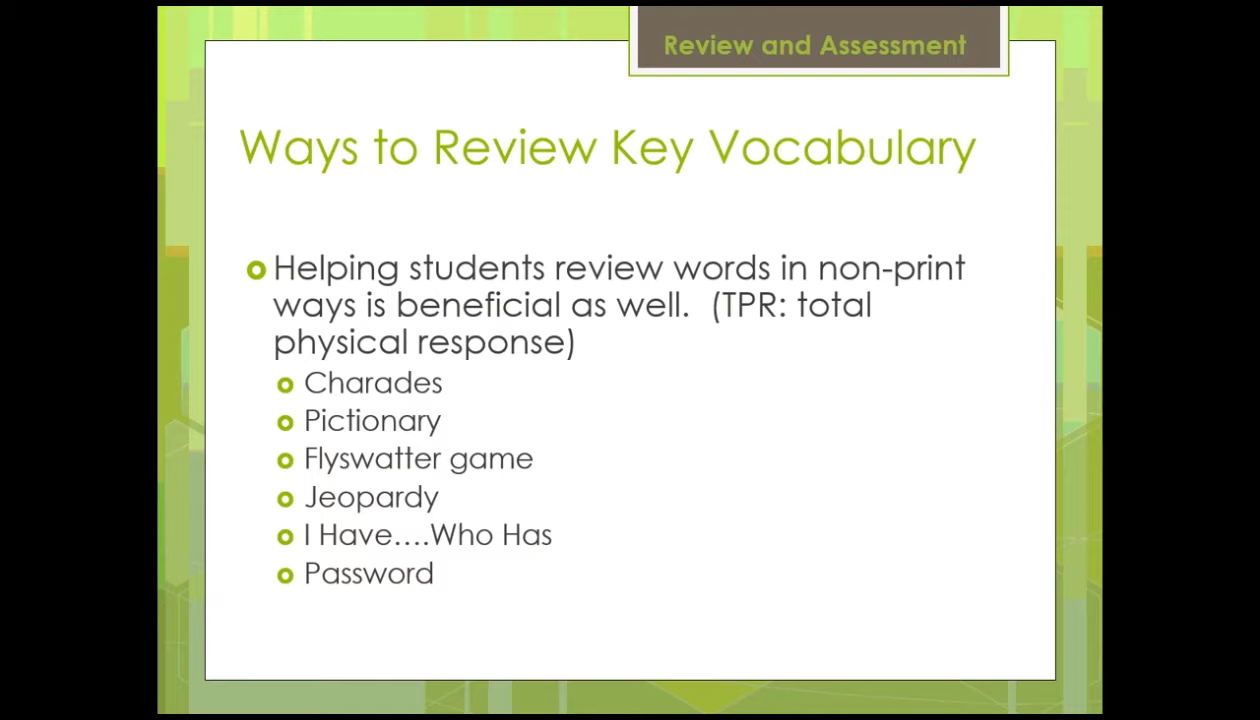 Review and Assessment
Ways to Review Key Vocabulary
Helping students review words in non-print
ways is beneficial as well.  (TPR: total
physical response)
Charades
Pictionary
Flyswatter game
Jeopardy
I Have….Who Has
Password